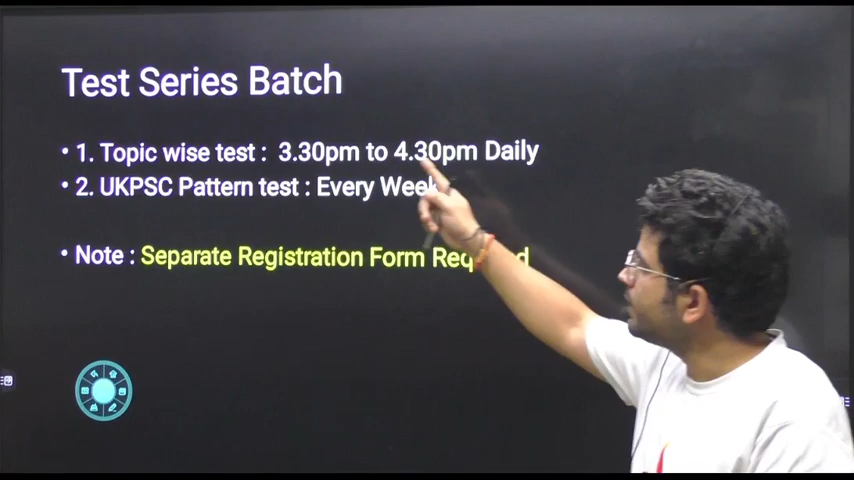 Test Series Batch
• 1. Topic wise test : 3.30pm to 4.30pm Daily
• 2. UKPSC Pattern test : Every Week
• Note : Separate Registration Form